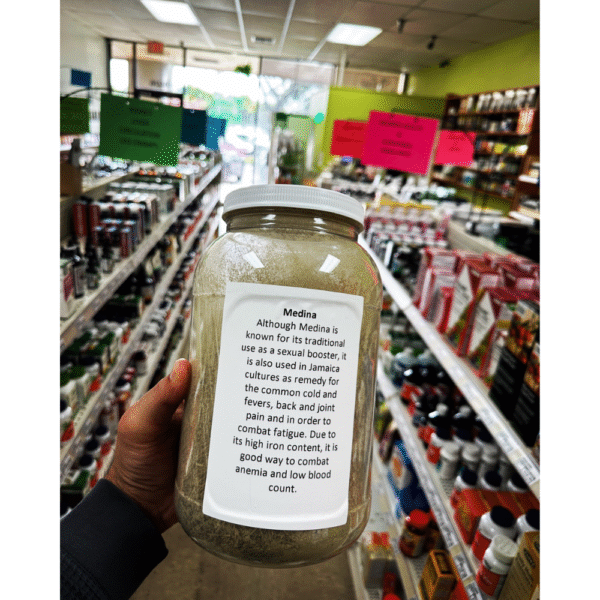 Medina
Although Medina is
known for its traditional
use as a sexual booster, it
is also used in Jamaica
cultures as remedy for
the common cold and
fevers, back and joint
pain and in order to
combat fatigue. Due to
its high iron content, it is
good way to combat
anemia and low blood
count.